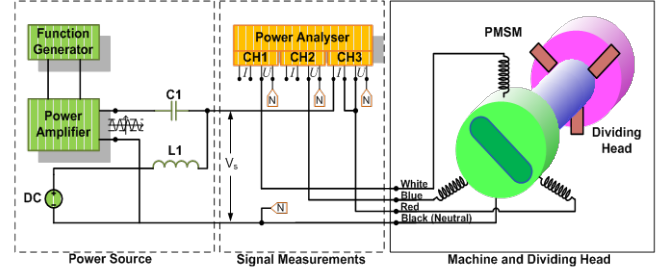 Function
Generator
Power
Amplifier
C1
L1
DC
Vs
Power Source
Power Analyser
CH1 CH2 CH3
I U I U I U
N N N
N
Signal Measurements
White
Blue
Red
Black (Neutral)
PMSM
Dividing
Head
Machine and Dividing Head